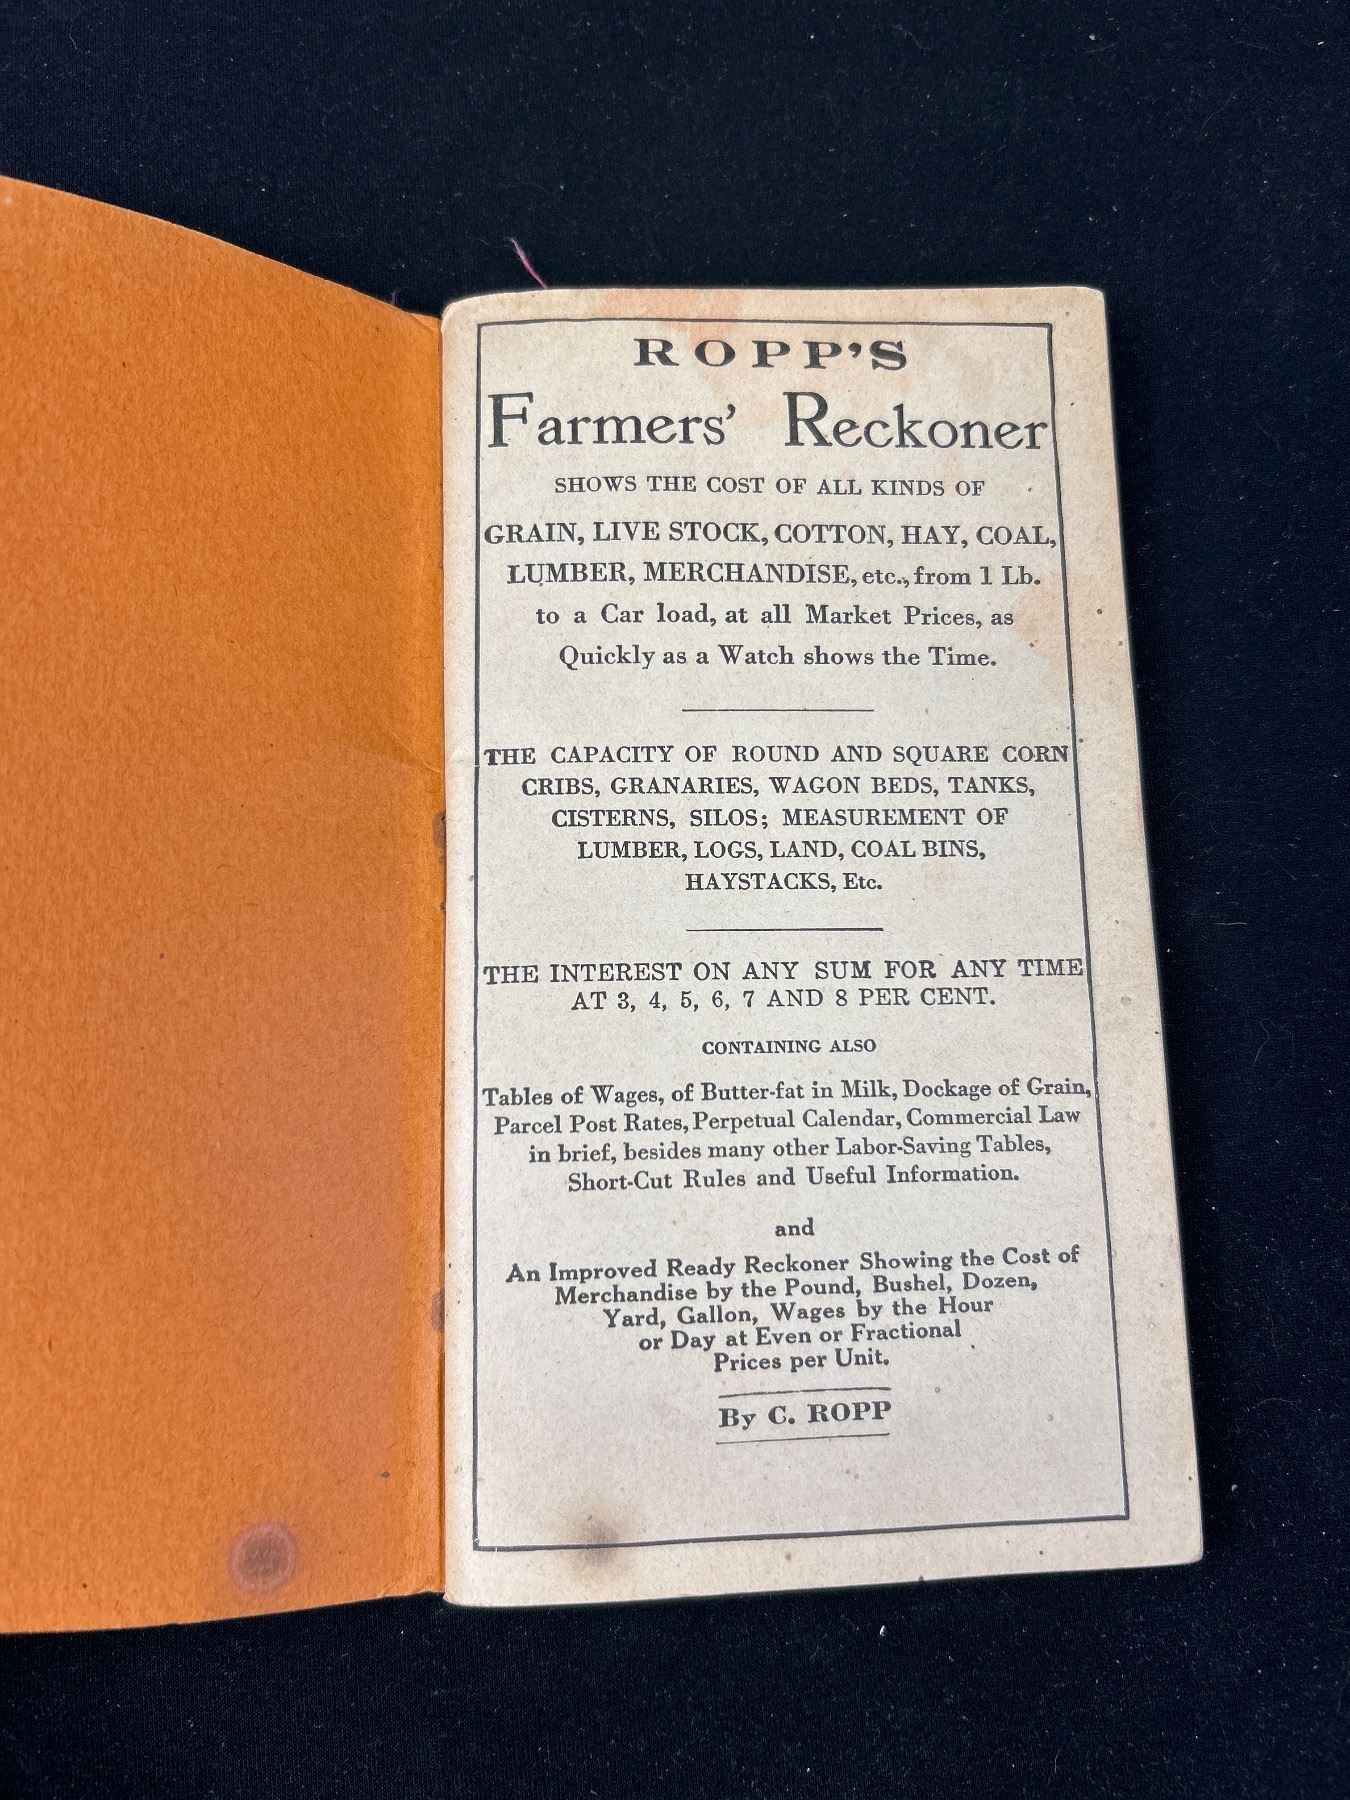 ROPP'S
Farmers' Reckoner
SHOWS THE COST OF ALL KINDS OF
GRAIN, LIVE STOCK, COTTON, HAY, COAL,
LUMBER, MERCHANDISE, etc., from 1 Lb.
to a Car load, at all Market Prices, as
Quickly as a Watch shows the Time.
THE CAPACITY OF ROUND AND SQUARE CORN
CRIBS, GRANARIES, WAGON BEDS, TANKS,
CISTERNS, SILOS; MEASUREMENT OF
LUMBER, LOGS, LAND, COAL BINS,
HAYSTACKS, Etc.
THE INTEREST ON ANY SUM FOR ANY TIME
AT 3, 4, 5, 6, 7 AND 8 PER CENT.
CONTAINING ALSO
Tables of Wages, of Butter-fat in Milk, Dockage of Grain,
Parcel Post Rates, Perpetual Calendar, Commercial Law
in brief, besides many other Labor-Saving Tables,
Short-Cut Rules and Useful Information.
and
An Improved Ready Reckoner Showing the Cost of
Merchandise by the Pound, Bushel, Dozen,
Yard, Gallon, Wages by the Hour
or Day at Even or Fractional
Prices per Unit.
By C. ROPP